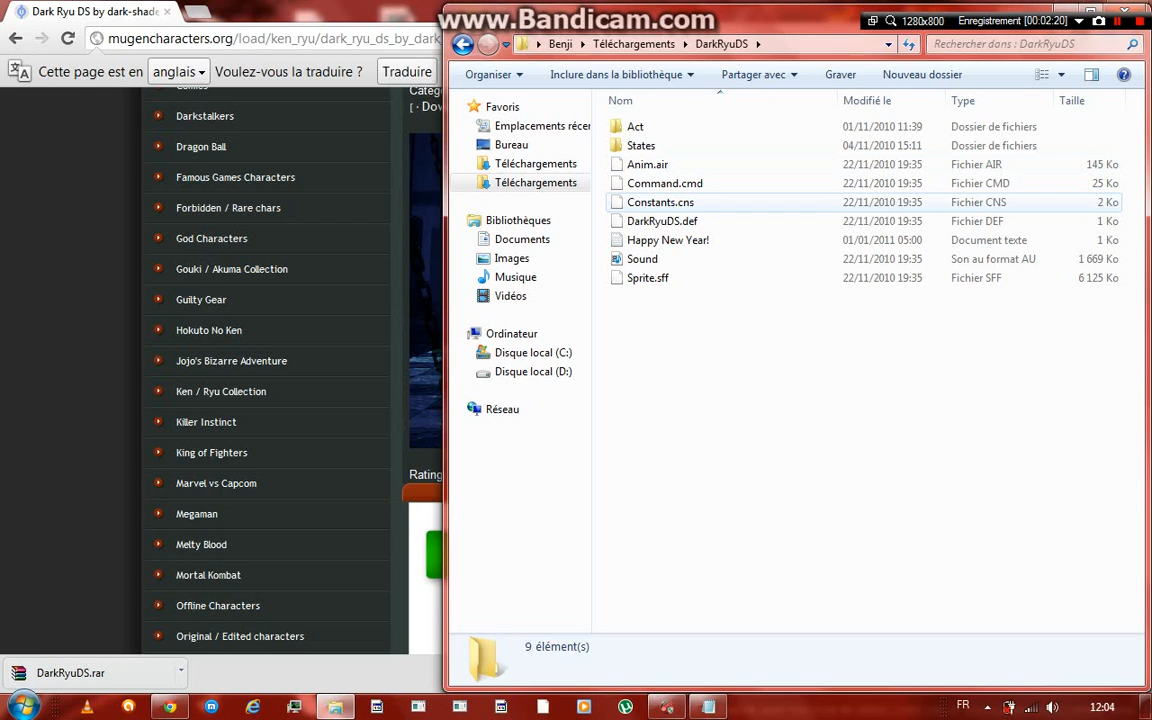 Dark Ryu DS by dark-shade
www.Bandicam.com
1280x800
Enregistrement (00:02:20)
mugencharacters.org/load/ken_ryu/dark_ryu_ds_by_dark_
Benji
Téléchargements
DarkRyuDS
Rechercher dans : DarkRyuDS
Cette page est en
anglais
Voulez-vous la traduire ?
Traduire
Organiser
Inclure dans la bibliothèque
Partager avec
Graver
Nouveau dossier
Darkstalkers
Dragon Ball
Famous Games Characters
Forbidden / Rare chars
God Characters
Gouki / Akuma Collection
Guilty Gear
Hokuto No Ken
Jojo's Bizarre Adventure
Ken / Ryu Collection
Killer Instinct
King of Fighters
Marvel vs Capcom
Megaman
Melty Blood
Mortal Kombat
Offline Characters
Original / Edited characters
[ · Dow
Rating
Favoris
Emplacements récen
Bureau
Téléchargements
Téléchargements
Bibliothèques
Documents
Images
Musique
Vidéos
Ordinateur
Disque local (C:)
Disque local (D:)
Réseau
Nom Modifié le Type Taille
Act 01/11/2010 11:39 Dossier de fichiers
States 04/11/2010 15:11 Dossier de fichiers
Anim.air 22/11/2010 19:35 Fichier AIR 145 Ko
Command.cmd 22/11/2010 19:35 Fichier CMD 25 Ko
Constants.cns 22/11/2010 19:35 Fichier CNS 2 Ko
DarkRyuDS.def 22/11/2010 19:35 Fichier DEF 1 Ko
Happy New Year! 01/01/2011 05:00 Document texte 1 Ko
Sound 22/11/2010 19:35 Son au format AU 1 669 Ko
Sprite.sff 22/11/2010 19:35 Fichier SFF 6 125 Ko
9 élément(s)
DarkRyuDS.rar
FR
12:04